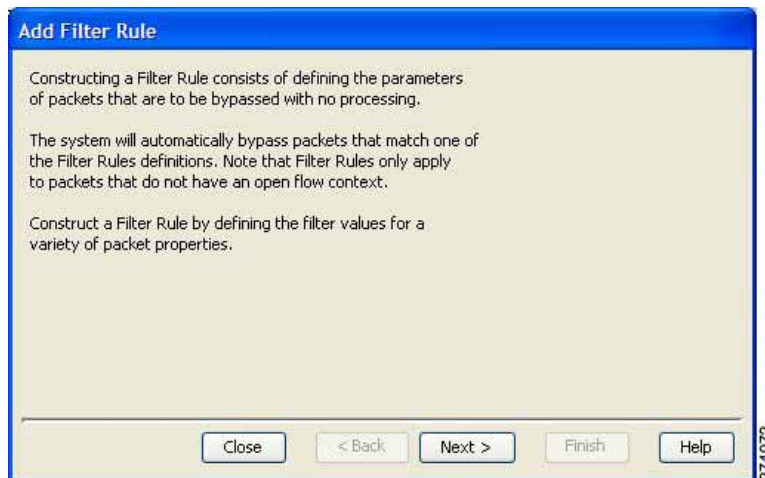 Add Filter Rule
Constructing a Filter Rule consists of defining the parameters
of packets that are to be bypassed with no processing.
The system will automatically bypass packets that match one of
the Filter Rules definitions. Note that Filter Rules only apply
to packets that do not have an open flow context.
Construct a Filter Rule by defining the filter values for a
variety of packet properties.
Close
< Back
Next >
Finish
Help